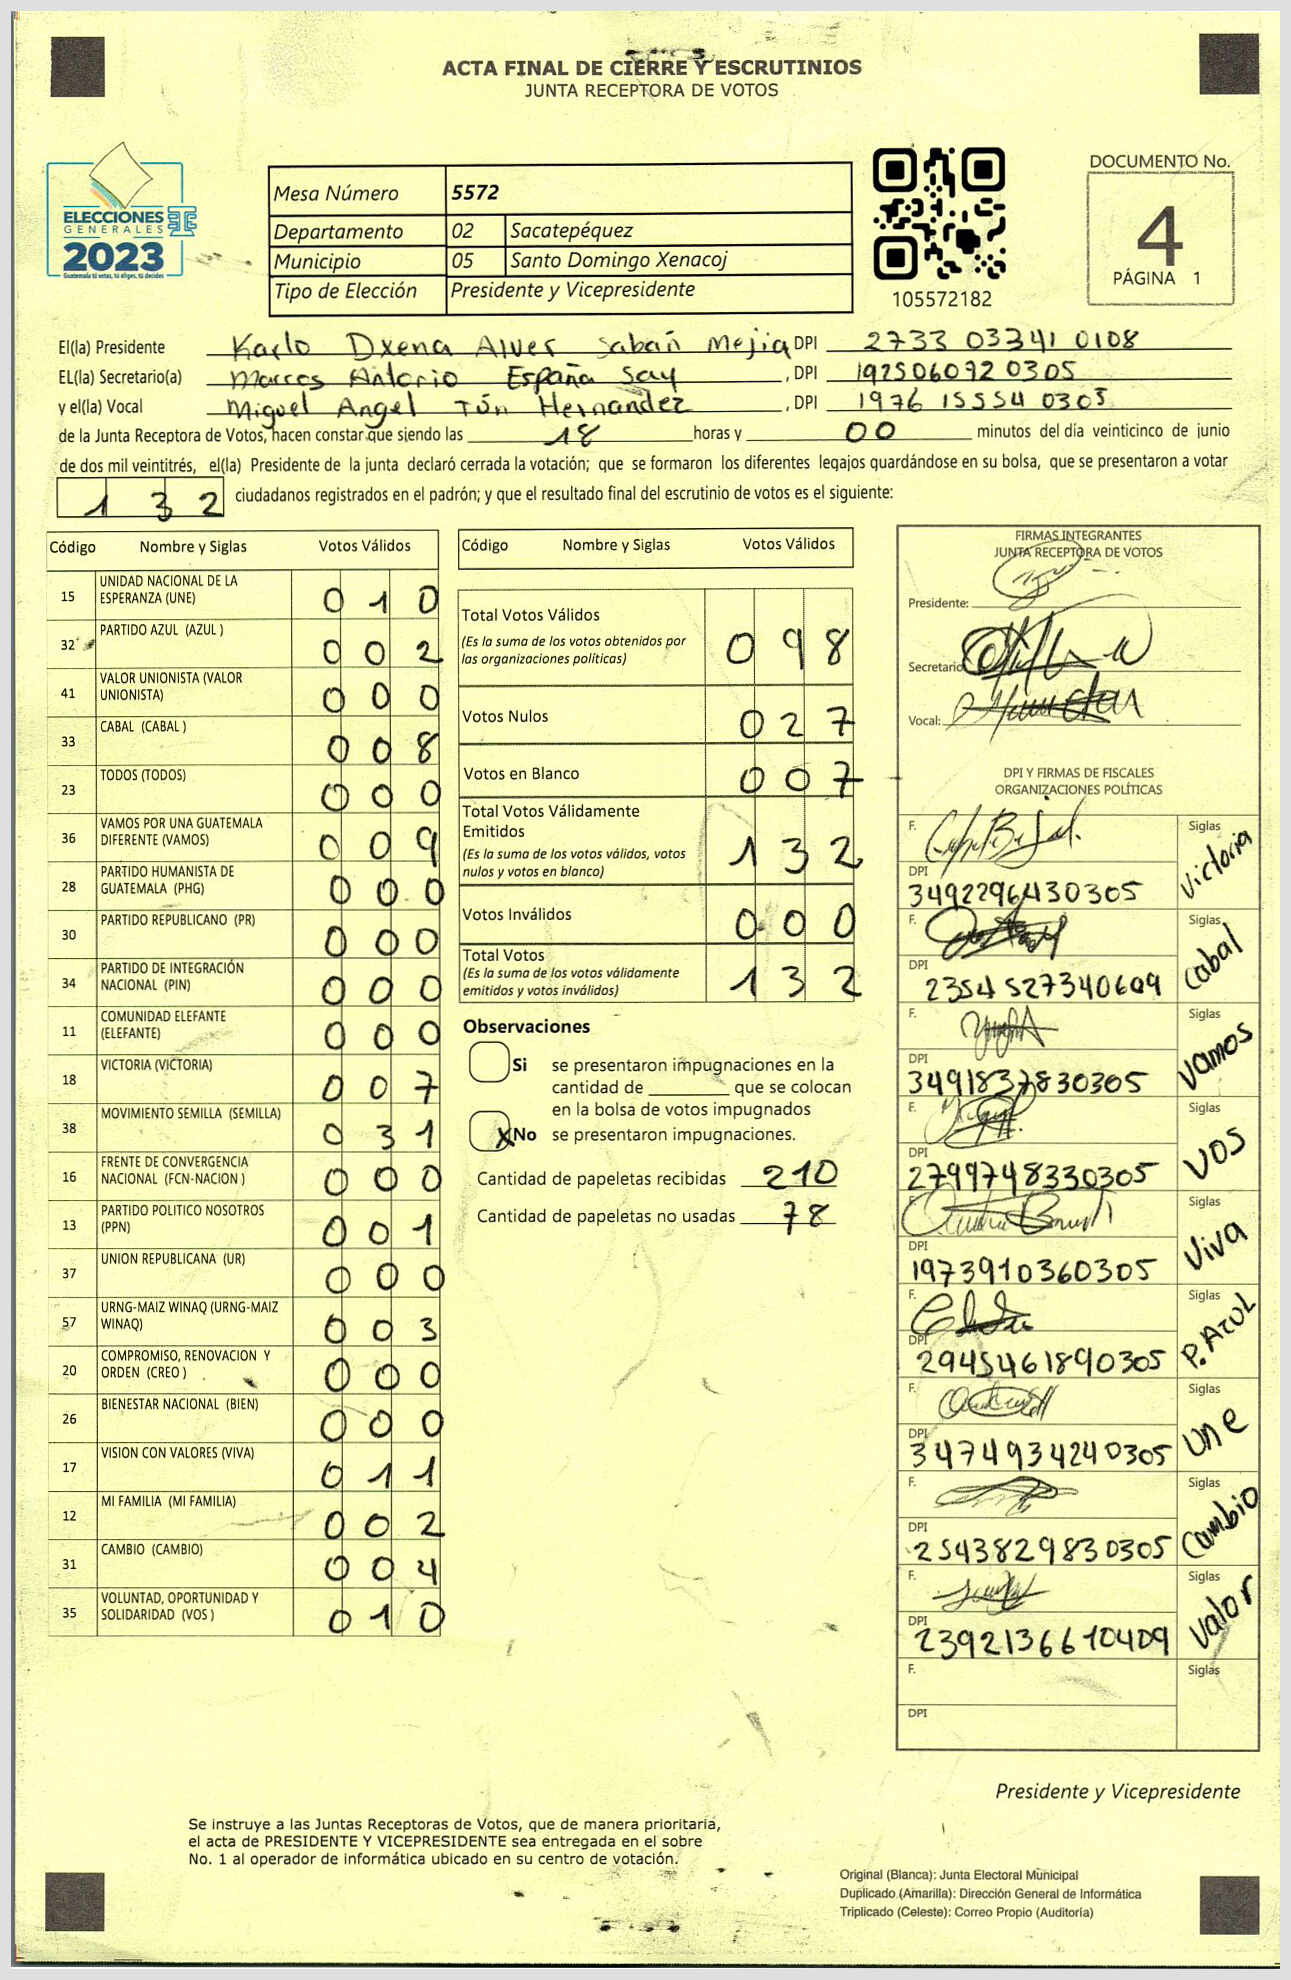 ACTA FINAL DE CIERRE Y ESCRUTINIOS
JUNTA RECEPTORA DE VOTOS
ELECCIONES
GENERALES
2023
Guatemala tú votas, tú eliges, tú decides
Mesa Número 5572
Departamento 02 Sacatepéquez
Municipio 05 Santo Domingo Xenacoj
Tipo de Elección Presidente y Vicepresidente
105572182
DOCUMENTO No.
4
PÁGINA 1
El(la) Presidente Karlo Dxena Alver Sabañ Mejia DPI 2733 03341 0108
EL(la) Secretario(a) Marcos Antonio España Say, DPI 192506072 0305
y el(la) Vocal Miguel Angel Tún Hernandez, DPI 1976 15554 0305
de la Junta Receptora de Votos, hacen constar que siendo las 18 horas y 00 minutos del día veinticinco de junio
de dos mil veintitrés, el(la) Presidente de la junta declaró cerrada la votación; que se formaron los diferentes legajos guardándose en su bolsa, que se presentaron a votar
132 ciudadanos registrados en el padrón; y que el resultado final del escrutinio de votos es el siguiente:
Código Nombre y Siglas Votos Válidos
15 UNIDAD NACIONAL DE LA
ESPERANZA (UNE) 0 1 0
32 PARTIDO AZUL (AZUL ) 0 0 2
41 VALOR UNIONISTA (VALOR
UNIONISTA) 0 0 0
33 CABAL (CABAL ) 0 0 8
23 TODOS (TODOS) 0 0 0
36 VAMOS POR UNA GUATEMALA
DIFERENTE (VAMOS) 0 0 9
28 PARTIDO HUMANISTA DE
GUATEMALA (PHG) 0 0 0
30 PARTIDO REPUBLICANO (PR) 0 0 0
34 PARTIDO DE INTEGRACIÓN
NACIONAL (PIN) 0 0 0
11 COMUNIDAD ELEFANTE
(ELEFANTE) 0 0 0
18 VICTORIA (VICTORIA) 0 0 7
38 MOVIMIENTO SEMILLA (SEMILLA) 0 3 1
16 FRENTE DE CONVERGENCIA
NACIONAL (FCN-NACION ) 0 0 0
13 PARTIDO POLITICO NOSOTROS
(PPN) 0 0 1
37 UNION REPUBLICANA (UR) 0 0 0
57 URNG-MAIZ WINAQ (URNG-MAIZ
WINAQ) 0 0 3
20 COMPROMISO, RENOVACION Y
ORDEN (CREO ) 0 0 0
26 BIENESTAR NACIONAL (BIEN) 0 0 0
17 VISION CON VALORES (VIVA) 0 1 1
12 MI FAMILIA (MI FAMILIA) 0 0 2
31 CAMBIO (CAMBIO) 0 0 4
35 VOLUNTAD, OPORTUNIDAD Y
SOLIDARIDAD (VOS ) 0 1 0
Código Nombre y Siglas Votos Válidos
Total Votos Válidos
(Es la suma de los votos obtenidos por
las organizaciones políticas) 0 9 8
Votos Nulos 0 2 7
Votos en Blanco 0 0 7
Total Votos Válidamente
Emitidos
(Es la suma de los votos válidos, votos
nulos y votos en blanco) 1 3 2
Votos Inválidos 0 0 0
Total Votos
(Es la suma de los votos válidamente
emitidos y votos inválidos) 1 3 2
Observaciones
Si se presentaron impugnaciones en la
cantidad de ________ que se colocan
en la bolsa de votos impugnados
X No se presentaron impugnaciones.
Cantidad de papeletas recibidas 210
Cantidad de papeletas no usadas 78
FIRMAS INTEGRANTES
JUNTA RECEPTORA DE VOTOS
Presidente:
Secretario
Vocal:
DPI Y FIRMAS DE FISCALES
ORGANIZACIONES POLÍTICAS
F. Siglas Victoria
DPI
3492296430305
F. Siglas Cabal
DPI
2354527340609
F. Siglas Vamos
DPI
3491837830305
F. Siglas VOS
DPI
2799748330305
F. Siglas Viva
DPI
1973910360305
F. Siglas P. AZUL
DPI
2945461890305
F. Siglas Une
DPI
3474934240305
F. Siglas Cambio
DPI
2543829830305
F. Siglas Valor
DPI
2392136610409
F. Siglas
DPI
Presidente y Vicepresidente
Se instruye a las Juntas Receptoras de Votos, que de manera prioritaria,
el acta de PRESIDENTE Y VICEPRESIDENTE sea entregada en el sobre
No. 1 al operador de informática ubicado en su centro de votación.
Original (Blanca): Junta Electoral Municipal
Duplicado (Amarilla): Dirección General de Informática
Triplicado (Celeste): Correo Propio (Auditoría)